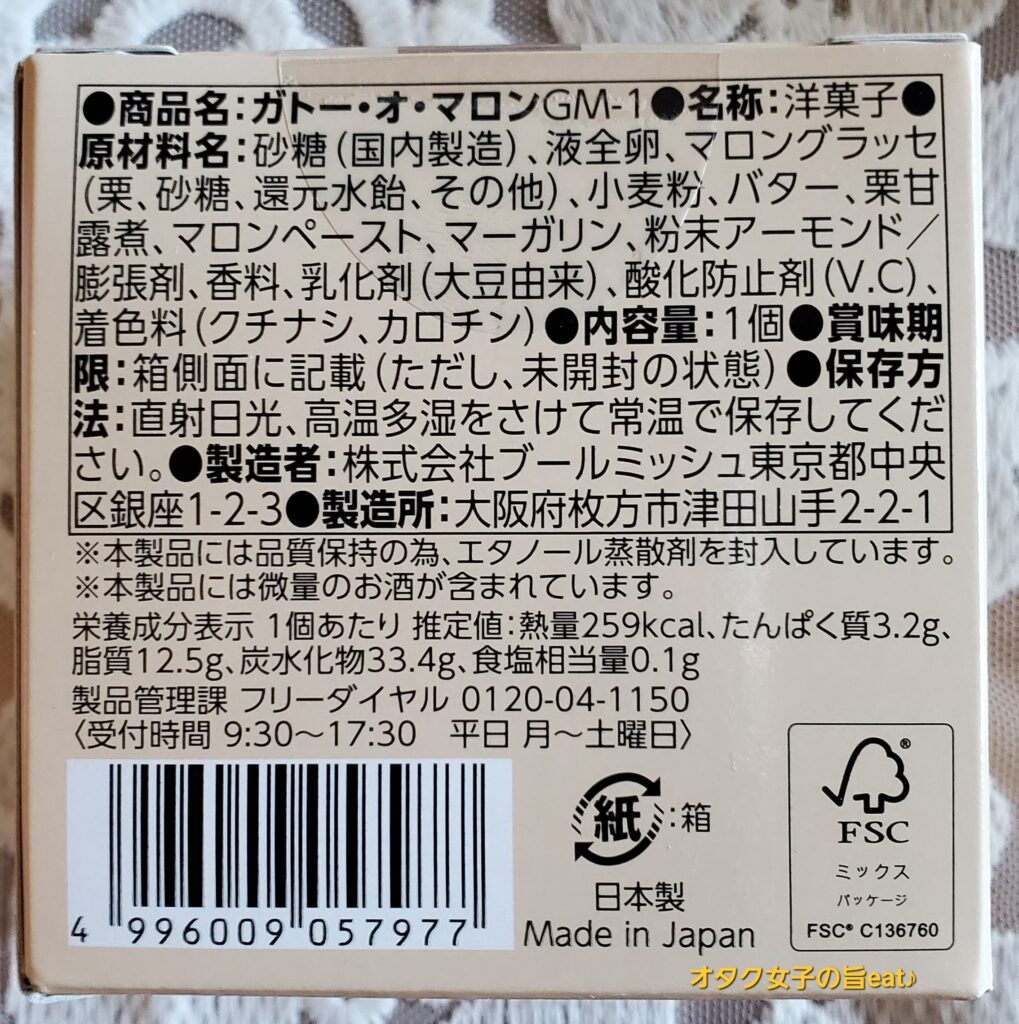 ●商品名：ガトー・オ・マロンGM-1●名称：洋菓子●
原材料名：砂糖（国内製造）、液全卵、マロングラッセ
（栗、砂糖、還元水飴、その他）、小麦粉、バター、栗甘
露煮、マロンペースト、マーガリン、粉末アーモンド／
膨張剤、香料、乳化剤（大豆由来）、酸化防止剤（V.C）、
着色料（クチナシ、カロチン）●内容量：1個●賞味期
限：箱側面に記載（ただし、未開封の状態）●保存方
法：直射日光、高温多湿をさけて常温で保存してくだ
さい。●製造者：株式会社ブールミッシュ東京都中央
区銀座1-2-3●製造所：大阪府枚方市津田山手2-2-1
※本製品には品質保持の為、エタノール蒸散剤を封入しています。
※本製品には微量のお酒が含まれています。
栄養成分表示 1個あたり 推定値：熱量259kcal、たんぱく質3.2g、
脂質12.5g、炭水化物33.4g、食塩相当量0.1g
製品管理課 フリーダイヤル 0120-04-1150
〈受付時間 9:30～17:30　平日 月～土曜日〉
4 996009 057977
紙：箱
日本製
Made in Japan
®
FSC
ミックス
パッケージ
FSC® C136760
オタク女子の旨eat♪